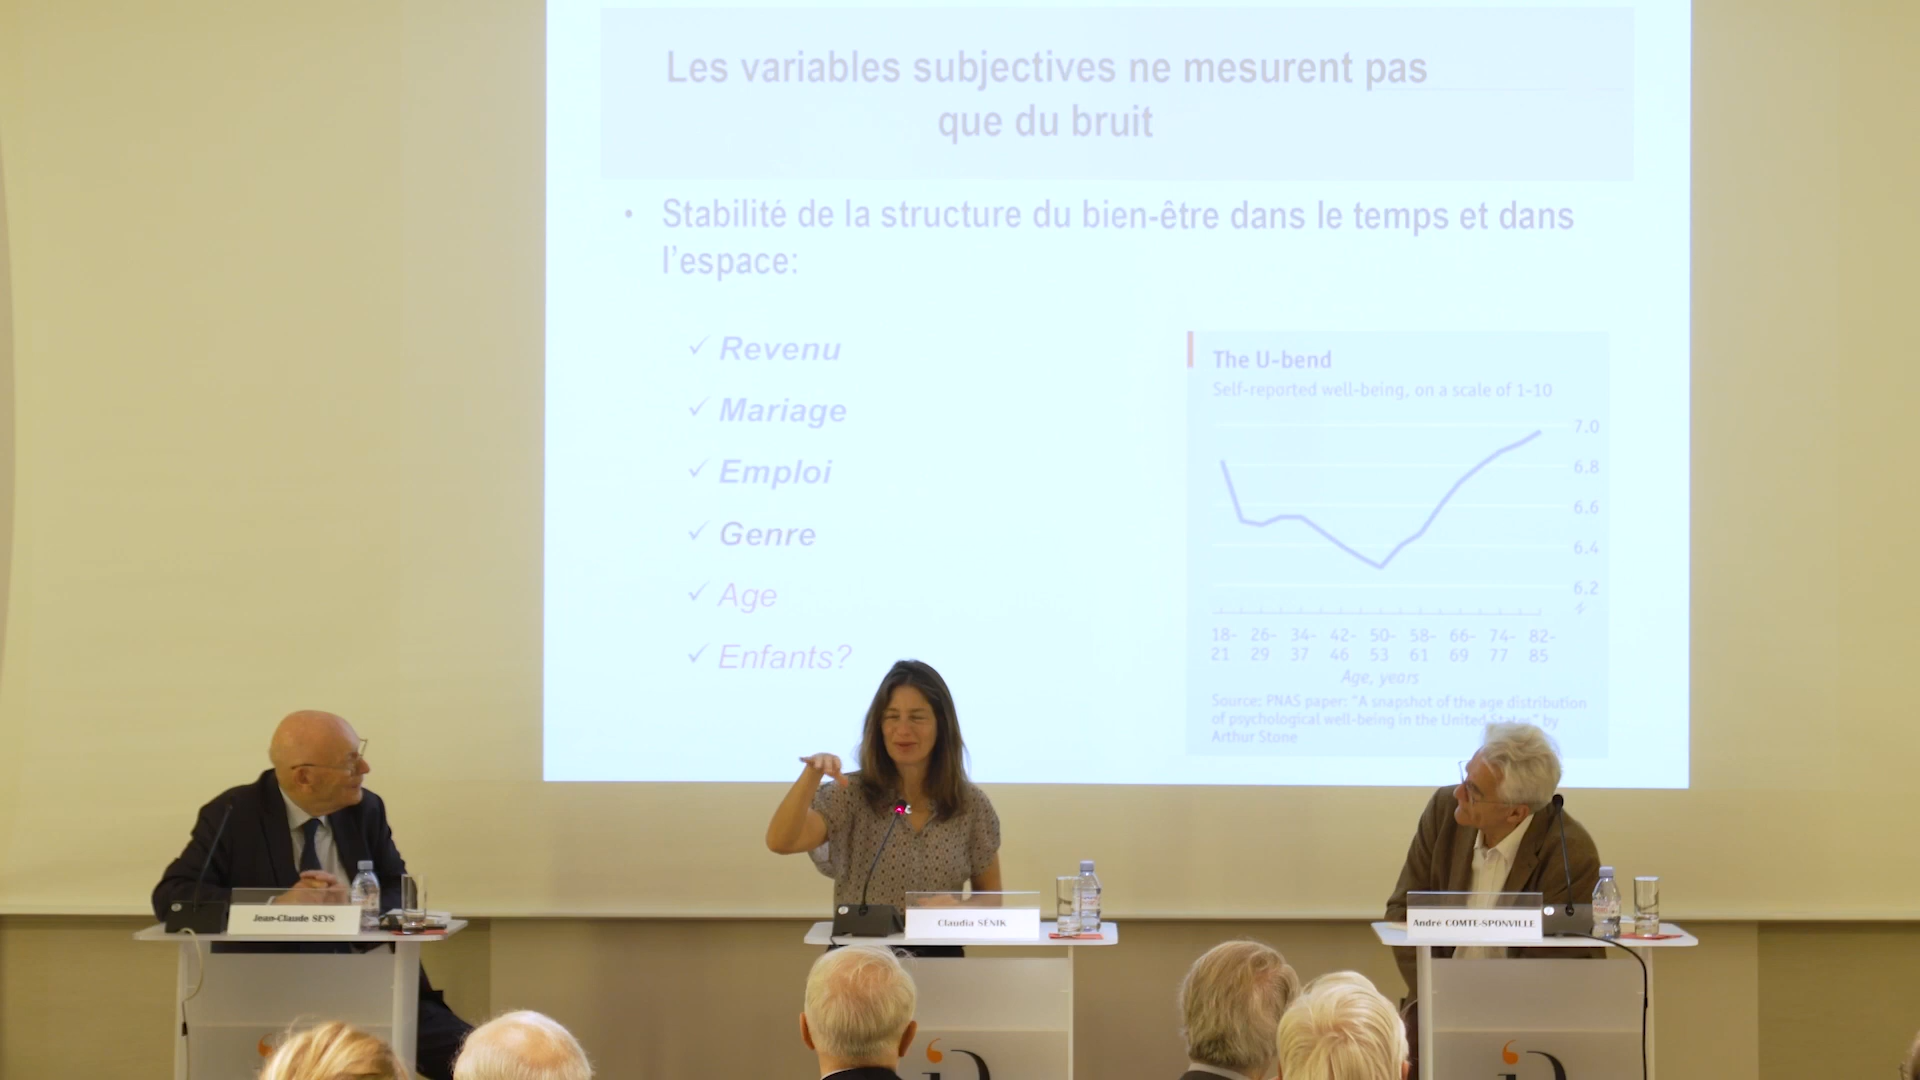 Les variables subjectives ne mesurent pas
que du bruit
• Stabilité de la structure du bien-être dans le temps et dans
l'espace:
✓ Revenu
✓ Mariage
✓ Emploi
✓ Genre
✓ Age
✓ Enfants?
The U-bend
Self-reported well-being, on a scale of 1-10
7.0
6.8
6.6
6.4
6.2
18- 26- 34- 42- 50- 58- 66- 74- 82-
21 29 37 46 53 61 69 77 85
Age, years
Source: PNAS paper: "A snapshot of the age distribution
of psychological well-being in the United States" by
Arthur Stone
Jean-Claude SEYS
Claudia SÉNIK
André COMTE-SPONVILLE